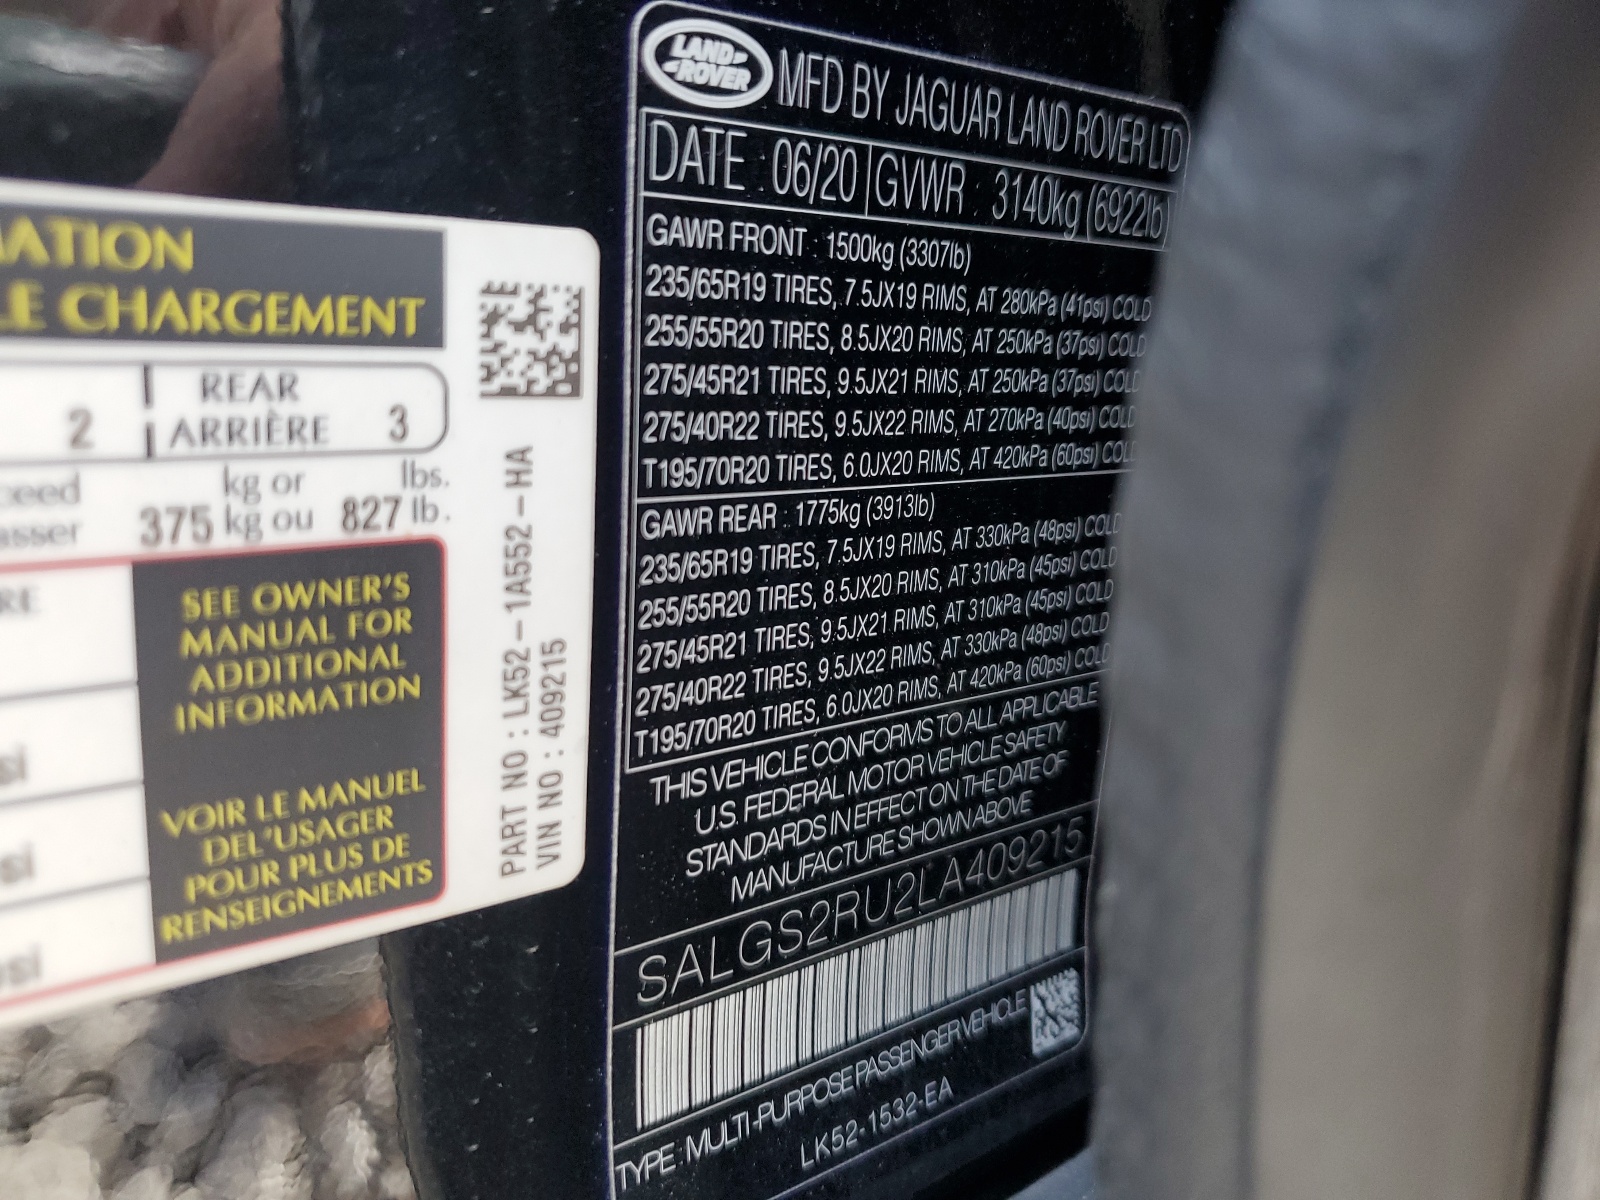 ATION
LE CHARGEMENT
2
REAR
ARRIÈRE 3
ceed
asser
kg or
kg ou
375
lbs.
lb.
827
RE
SEE OWNER'S
MANUAL FOR
ADDITIONAL
INFORMATION
VOIR LE MANUEL
DEL'USAGER
POUR PLUS DE
RENSEIGNEMENTS
si
si
si
PART NO : LK52-1A552-HA
VIN NO : 409215
LAND
ROVER
MFD BY JAGUAR LAND ROVER LTD
DATE : 06/20 GVWR : 3140kg (6922lb)
GAWR FRONT : 1500kg (3307lb)
235/65R19 TIRES, 7.5JX19 RIMS, AT 280kPa (41psi) COLD
255/55R20 TIRES, 8.5JX20 RIMS, AT 250kPa (37psi) COLD
275/45R21 TIRES, 9.5JX21 RIMS, AT 250kPa (37psi) COLD
275/40R22 TIRES, 9.5JX22 RIMS, AT 270kPa (40psi) COLD
T195/70R20 TIRES, 6.0JX20 RIMS, AT 420kPa (60psi) COLD
GAWR REAR : 1775kg (3913lb)
235/65R19 TIRES, 7.5JX19 RIMS, AT 330kPa (48psi) COLD
255/55R20 TIRES, 8.5JX20 RIMS, AT 310kPa (45psi) COLD
275/45R21 TIRES, 9.5JX21 RIMS, AT 310kPa (45psi) COLD
275/40R22 TIRES, 9.5JX22 RIMS, AT 330kPa (48psi) COLD
T195/70R20 TIRES, 6.0JX20 RIMS, AT 420kPa (60psi) COLD
THIS VEHICLE CONFORMS TO ALL APPLICABLE
U.S. FEDERAL MOTOR VEHICLE SAFETY
STANDARDS IN EFFECT ON THE DATE OF
MANUFACTURE SHOWN ABOVE
SALGS2RU2LA409215
TYPE : MULTI-PURPOSE PASSENGER VEHICLE
LK52-1532-EA